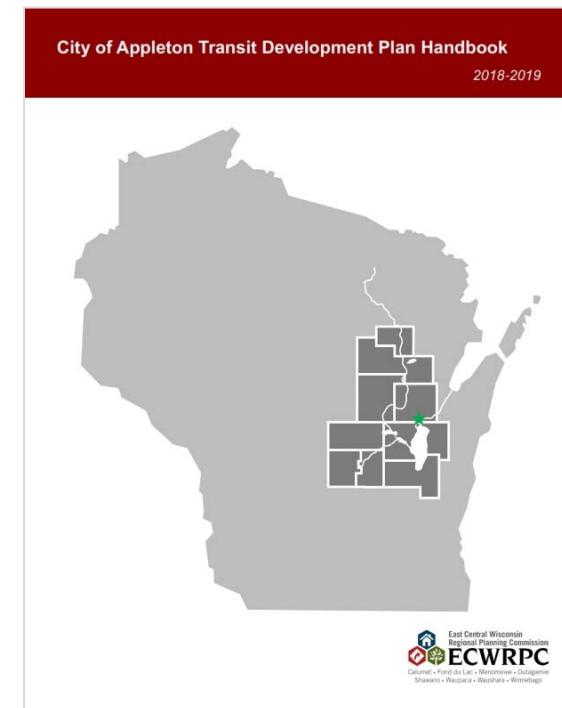 City of Appleton Transit Development Plan Handbook
2018-2019
East Central Wisconsin
Regional Planning Commission
ECWRPC
Calumet • Fond du Lac • Menominee • Outagamie
Shawano • Waupaca • Waushara • Winnebago